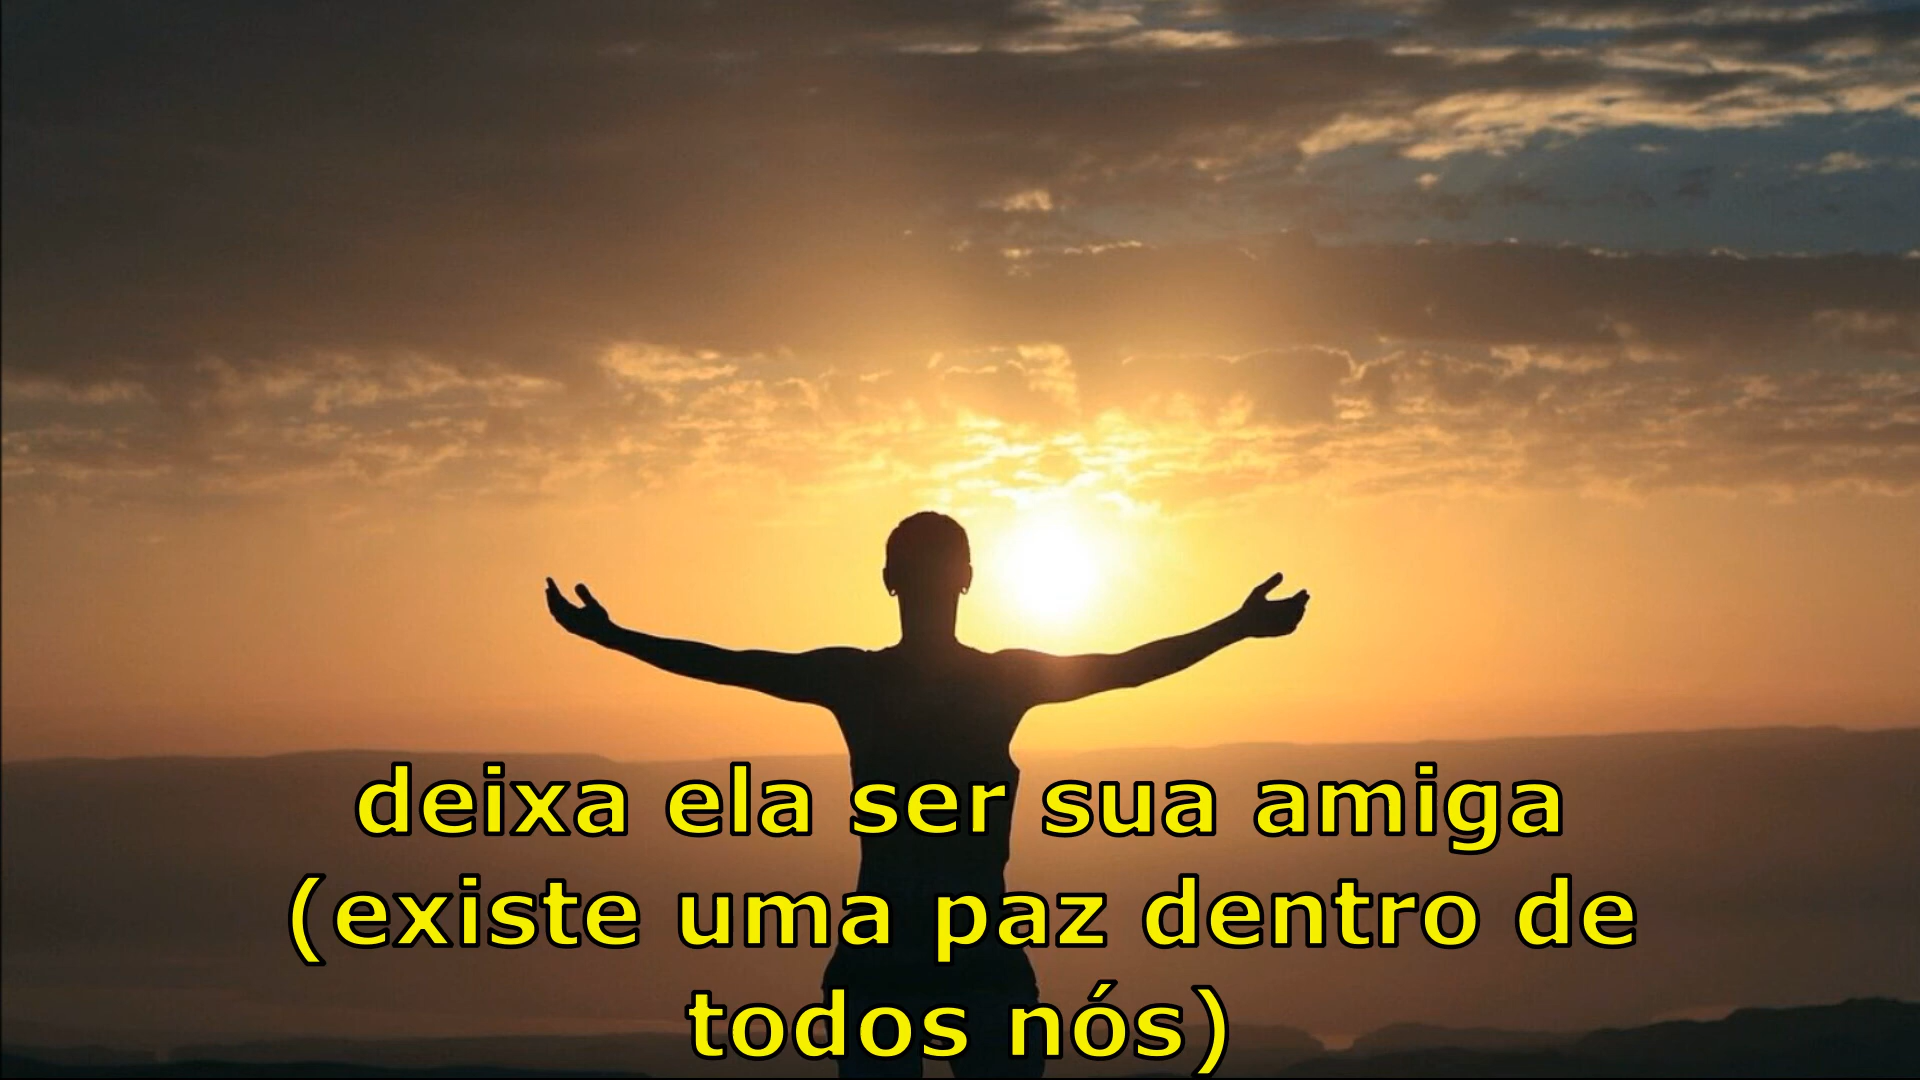 deixa ela ser sua amiga
(existe uma paz dentro de
todos nós)